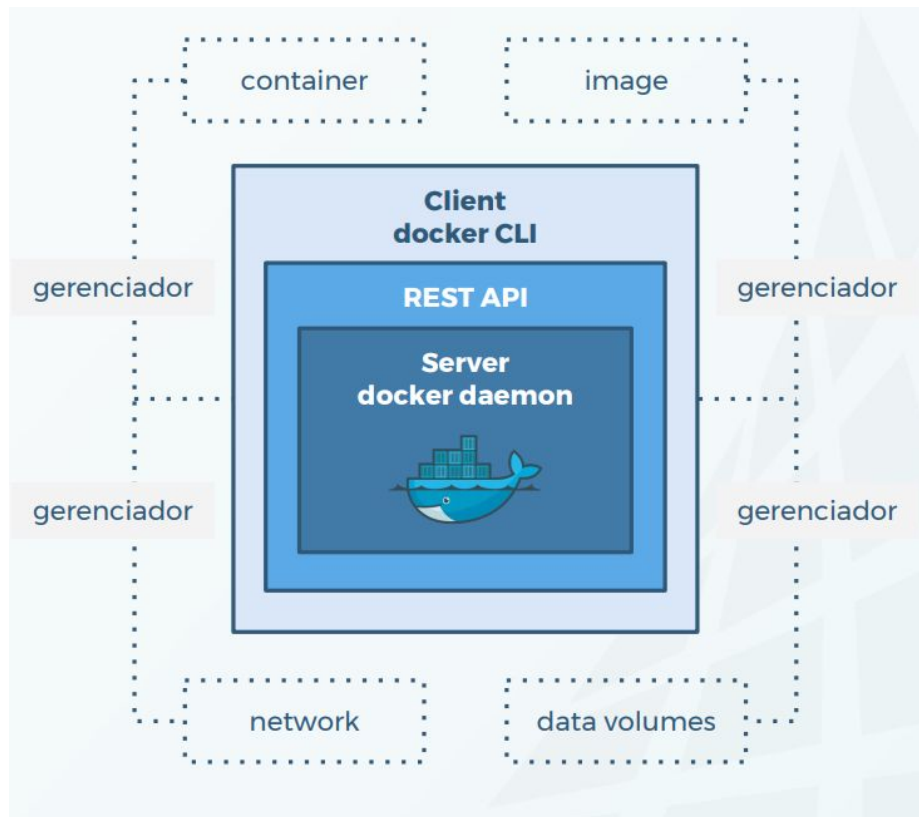 container
image
Client
docker CLI
gerenciador
gerenciador
REST API
Server
docker daemon
gerenciador
gerenciador
network
data volumes